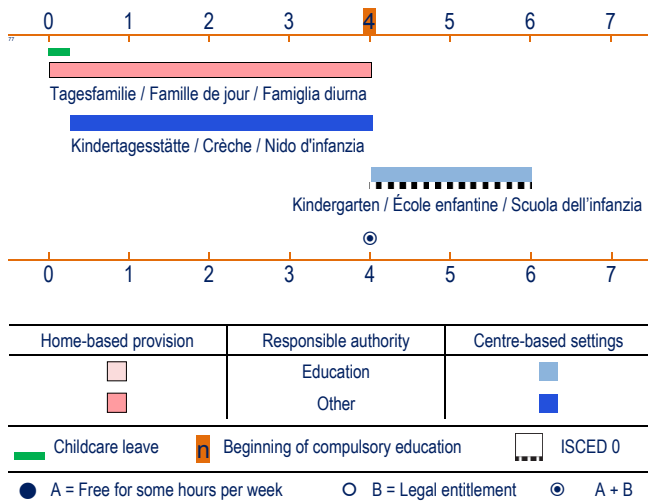 0 1 2 3 4 5 6 7
77
Tagesfamilie / Famille de jour / Famiglia diurna
Kindertagesstätte / Crèche / Nido d'infanzia
Kindergarten / École enfantine / Scuola dell’infanzia
0 1 2 3 4 5 6 7
Home-based provision Responsible authority Centre-based settings
Education
Other
Childcare leave n Beginning of compulsory education ISCED 0
A = Free for some hours per week B = Legal entitlement A + B